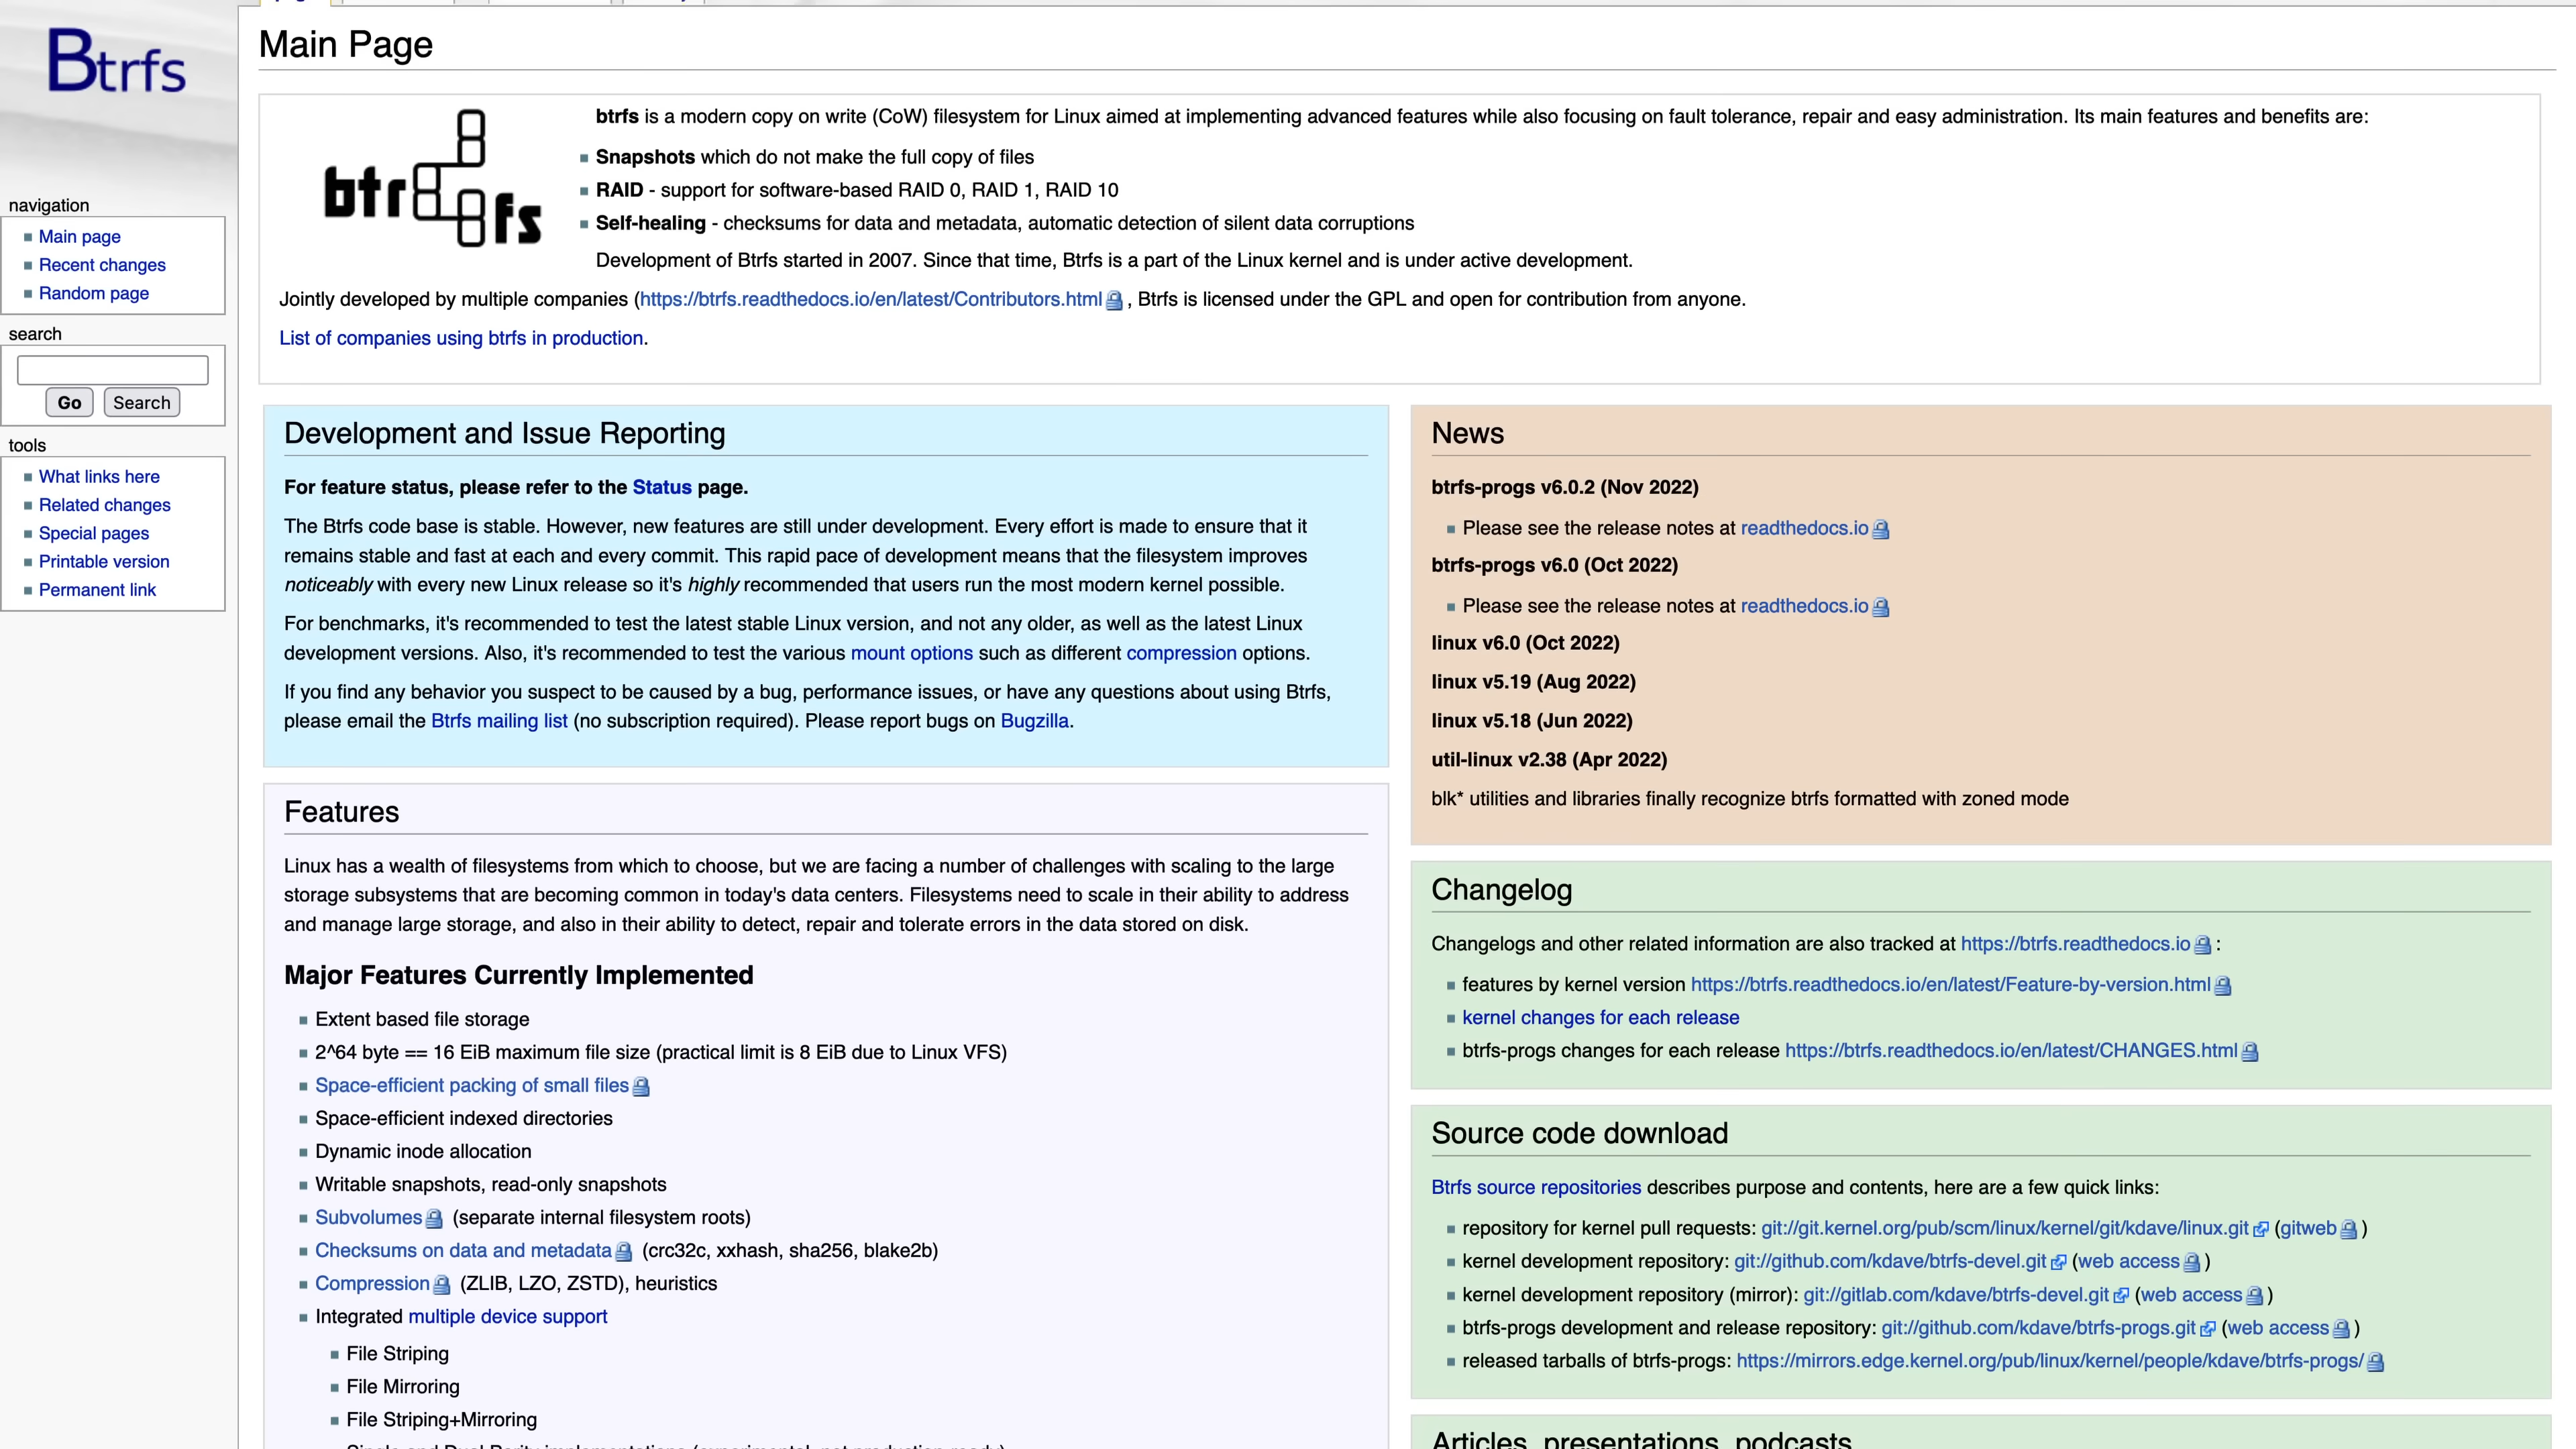 Btrfs
navigation
Main page
Recent changes
Random page
search
Go
Search
tools
What links here
Related changes
Special pages
Printable version
Permanent link
Main Page
btrfs
btrfs is a modern copy on write (CoW) filesystem for Linux aimed at implementing advanced features while also focusing on fault tolerance, repair and easy administration. Its main features and benefits are:
Snapshots which do not make the full copy of files
RAID - support for software-based RAID 0, RAID 1, RAID 10
Self-healing - checksums for data and metadata, automatic detection of silent data corruptions
Development of Btrfs started in 2007. Since that time, Btrfs is a part of the Linux kernel and is under active development.
Jointly developed by multiple companies (https://btrfs.readthedocs.io/en/latest/Contributors.html , Btrfs is licensed under the GPL and open for contribution from anyone.
List of companies using btrfs in production.
Development and Issue Reporting
For feature status, please refer to the Status page.
The Btrfs code base is stable. However, new features are still under development. Every effort is made to ensure that it
remains stable and fast at each and every commit. This rapid pace of development means that the filesystem improves
noticeably with every new Linux release so it's highly recommended that users run the most modern kernel possible.
For benchmarks, it's recommended to test the latest stable Linux version, and not any older, as well as the latest Linux
development versions. Also, it's recommended to test the various mount options such as different compression options.
If you find any behavior you suspect to be caused by a bug, performance issues, or have any questions about using Btrfs,
please email the Btrfs mailing list (no subscription required). Please report bugs on Bugzilla.
Features
Linux has a wealth of filesystems from which to choose, but we are facing a number of challenges with scaling to the large
storage subsystems that are becoming common in today's data centers. Filesystems need to scale in their ability to address
and manage large storage, and also in their ability to detect, repair and tolerate errors in the data stored on disk.
Major Features Currently Implemented
Extent based file storage
2^64 byte == 16 EiB maximum file size (practical limit is 8 EiB due to Linux VFS)
Space-efficient packing of small files
Space-efficient indexed directories
Dynamic inode allocation
Writable snapshots, read-only snapshots
Subvolumes (separate internal filesystem roots)
Checksums on data and metadata (crc32c, xxhash, sha256, blake2b)
Compression (ZLIB, LZO, ZSTD), heuristics
Integrated multiple device support
File Striping
File Mirroring
File Striping+Mirroring
News
btrfs-progs v6.0.2 (Nov 2022)
Please see the release notes at readthedocs.io
btrfs-progs v6.0 (Oct 2022)
Please see the release notes at readthedocs.io
linux v6.0 (Oct 2022)
linux v5.19 (Aug 2022)
linux v5.18 (Jun 2022)
util-linux v2.38 (Apr 2022)
blk* utilities and libraries finally recognize btrfs formatted with zoned mode
Changelog
Changelogs and other related information are also tracked at https://btrfs.readthedocs.io :
features by kernel version https://btrfs.readthedocs.io/en/latest/Feature-by-version.html
kernel changes for each release
btrfs-progs changes for each release https://btrfs.readthedocs.io/en/latest/CHANGES.html
Source code download
Btrfs source repositories describes purpose and contents, here are a few quick links:
repository for kernel pull requests: git://git.kernel.org/pub/scm/linux/kernel/git/kdave/linux.git (gitweb )
kernel development repository: git://github.com/kdave/btrfs-devel.git (web access )
kernel development repository (mirror): git://gitlab.com/kdave/btrfs-devel.git (web access )
btrfs-progs development and release repository: git://github.com/kdave/btrfs-progs.git (web access )
released tarballs of btrfs-progs: https://mirrors.edge.kernel.org/pub/linux/kernel/people/kdave/btrfs-progs/
Articles, presentations, podcasts